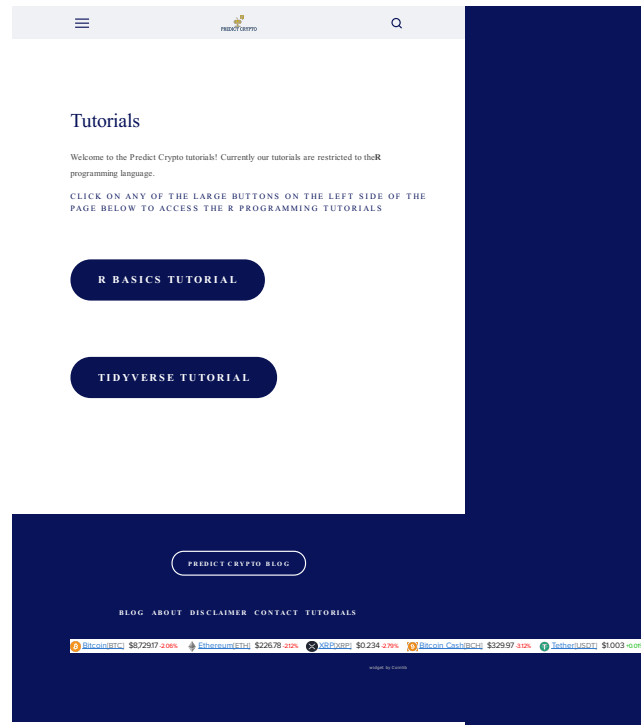 PREDICT CRYPTO
Tutorials
Welcome to the Predict Crypto tutorials! Currently our tutorials are restricted to theR
programming language.
CLICK ON ANY OF THE LARGE BUTTONS ON THE LEFT SIDE OF THE
PAGE BELOW TO ACCESS THE R PROGRAMMING TUTORIALS
R BASICS TUTORIAL
TIDYVERSE TUTORIAL
PREDICT CRYPTO BLOG
BLOG ABOUT DISCLAIMER CONTACT TUTORIALS
Bitcoin(BTC) $8,729.17 -2.06% Ethereum(ETH) $226.78 -2.12% XRP(XRP) $0.234 -2.79% Bitcoin Cash(BCH) $329.97 -3.12% Tether(USDT) $1.003
widget by Coinlib